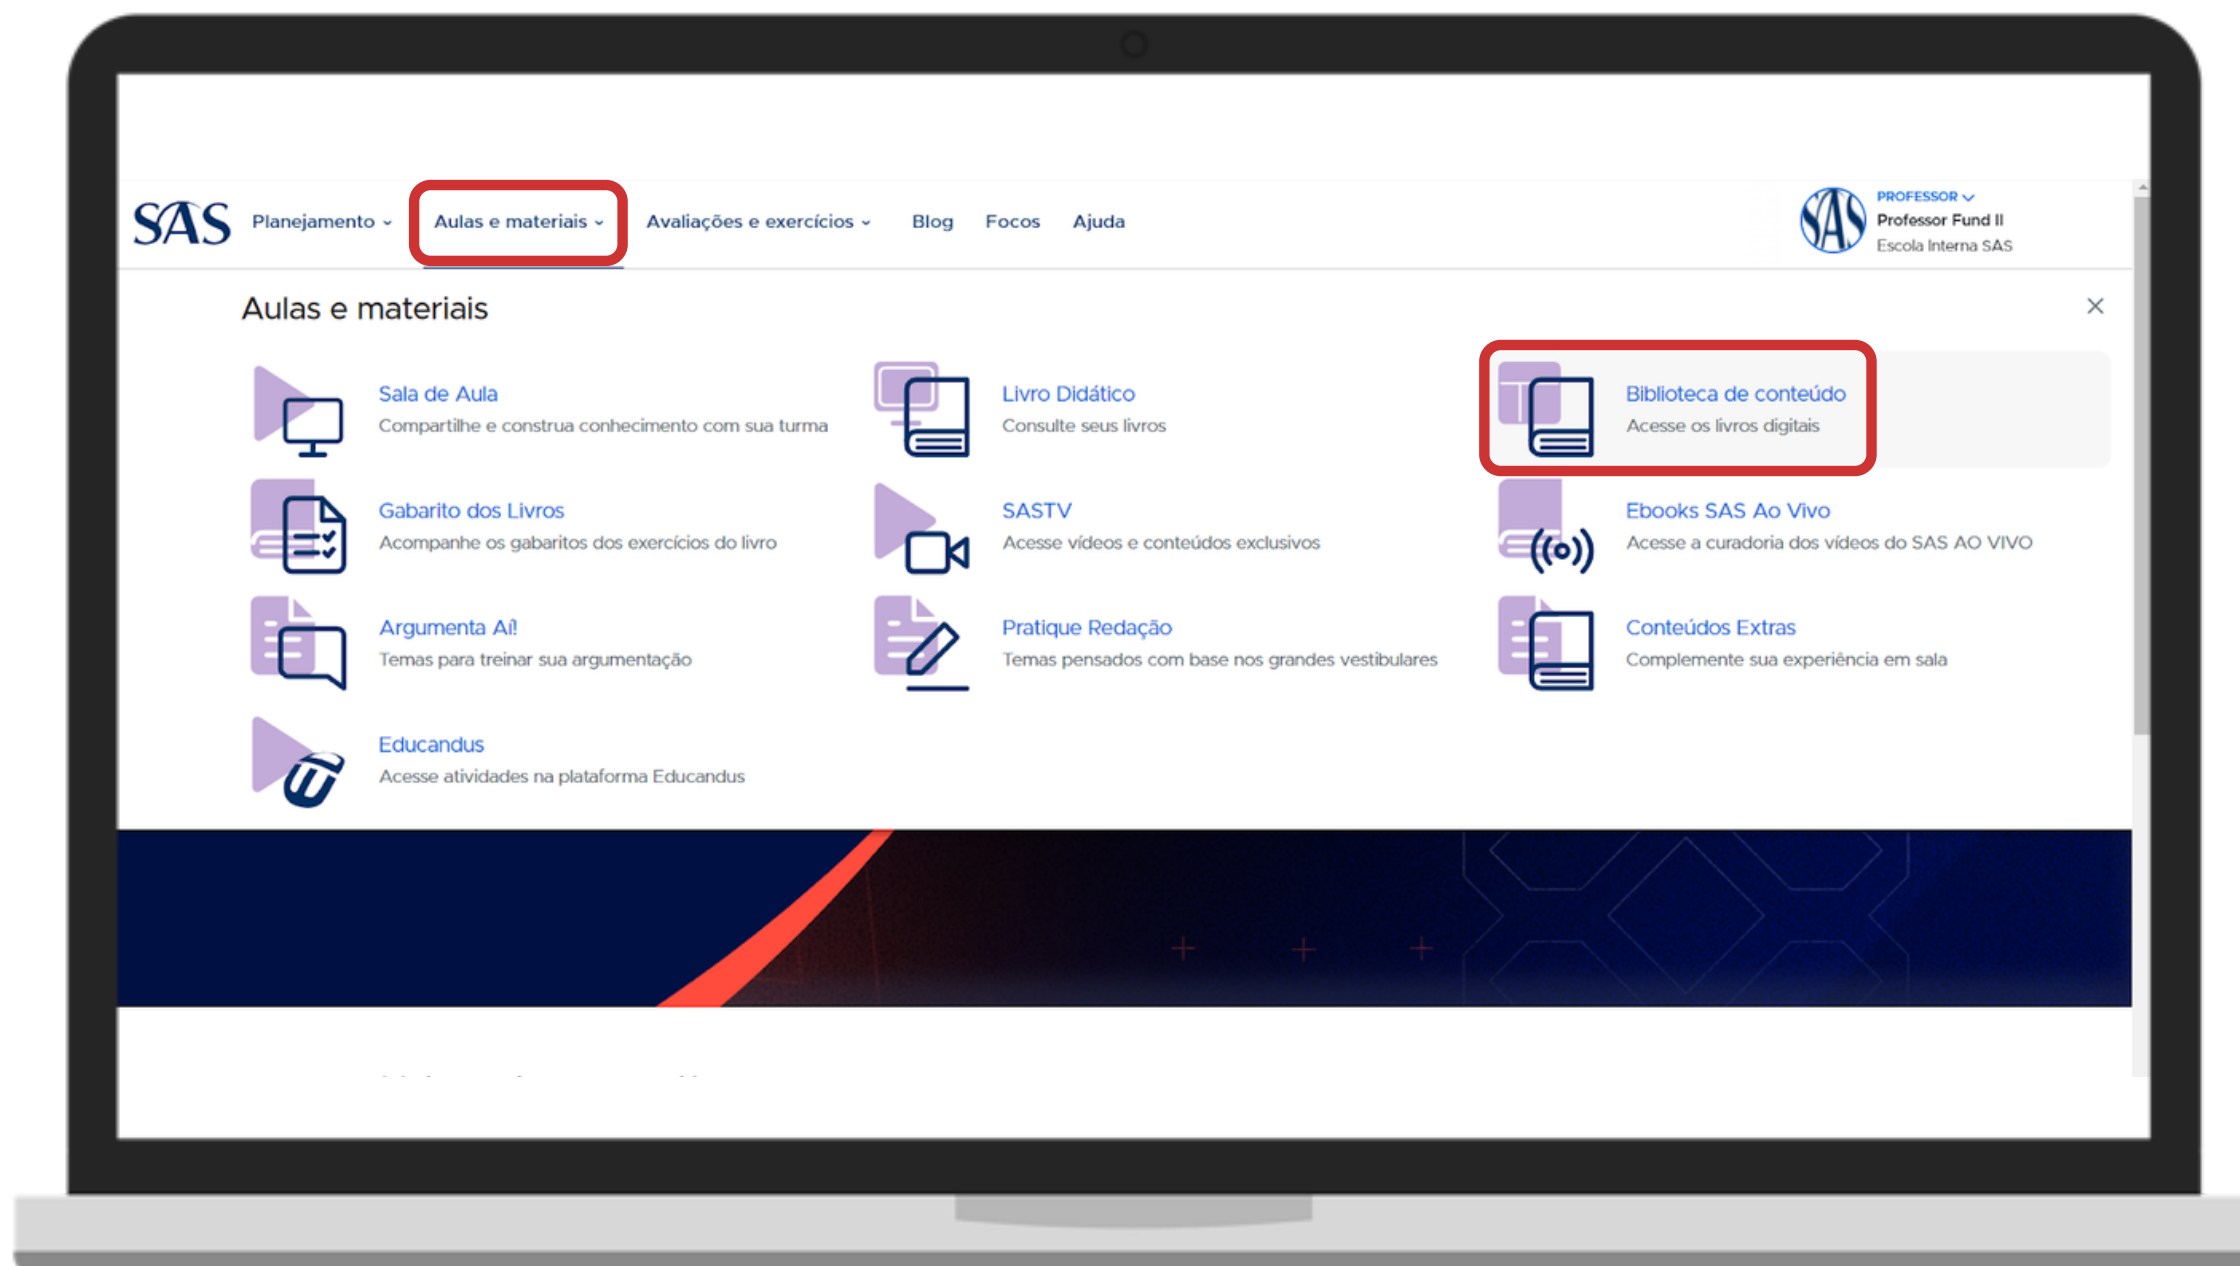 SAS
Planejamento
Aulas e materiais
Avaliações e exercícios
Blog
Focos
Ajuda
SAS
PROFESSOR
Professor Fund II
Escola Interna SAS
Aulas e materiais
Sala de Aula
Compartilhe e construa conhecimento com sua turma
Livro Didático
Consulte seus livros
Biblioteca de conteúdo
Acesse os livros digitais
Gabarito dos Livros
Acompanhe os gabaritos dos exercícios do livro
SASTV
Acesse vídeos e conteúdos exclusivos
Ebooks SAS Ao Vivo
Acesse a curadoria dos vídeos do SAS AO VIVO
Argumenta Aí!
Temas para treinar sua argumentação
Pratique Redação
Temas pensados com base nos grandes vestibulares
Conteúdos Extras
Complemente sua experiência em sala
Educandus
Acesse atividades na plataforma Educandus